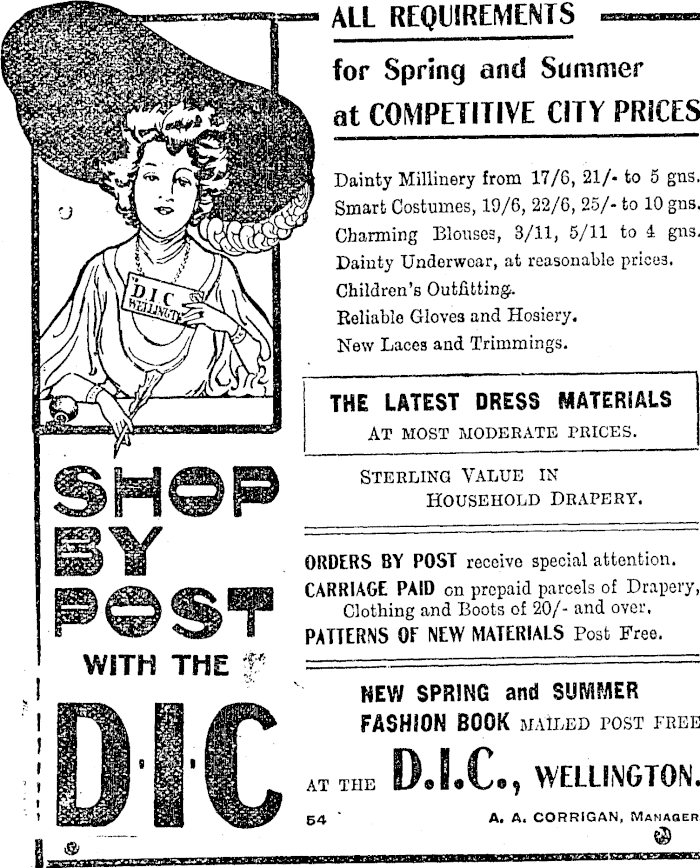 ALL REQUIREMENTS
for Spring and Summer
at COMPETITIVE CITY PRICES
Dainty Millinery from 17/6, 21/- to 5 gns.
Smart Costumes, 19/6, 22/6, 25/- to 10 gns.
Charming Blouses, 3/11, 5/11 to 4 gns.
Dainty Underwear, at reasonable prices.
Children's Outfitting.
Reliable Gloves and Hosiery.
New Laces and Trimmings.
D.I.C
WELLINGT
THE LATEST DRESS MATERIALS
AT MOST MODERATE PRICES.
STERLING VALUE IN
HOUSEHOLD DRAPERY.
SHOP
BY
POST
WITH THE
D.I.C
ORDERS BY POST receive special attention.
CARRIAGE PAID on prepaid parcels of Drapery,
Clothing and Boots of 20/- and over.
PATTERNS OF NEW MATERIALS Post Free.
NEW SPRING and SUMMER
FASHION BOOK MAILED POST FREE
AT THE D.I.C., WELLINGTON.
54
A. A. CORRIGAN, MANAGER